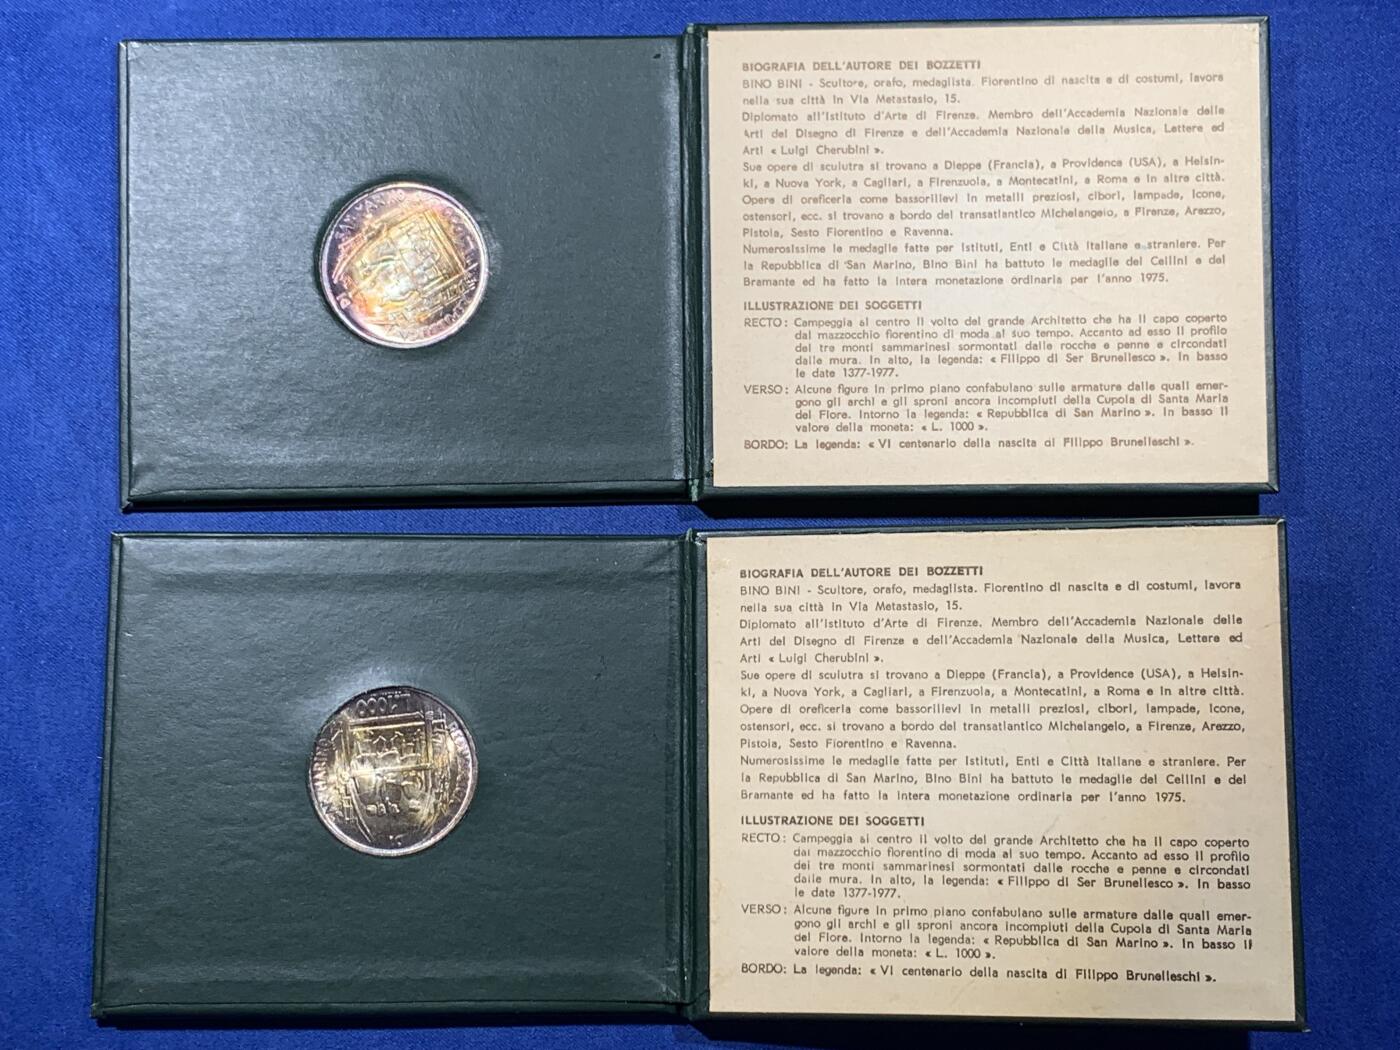 DI SAN MARINO
BIOGRAFIA DELL'AUTORE DEI BOZZETTI
BINO BINI - Scultore, orafo, medaglista. Fiorentino di nascita e di costumi, lavora
nella sua città in Via Metastasio, 15.
Diplomato all'Istituto d'Arte di Firenze. Membro dell'Accademia Nazionale delle
Arti del Disegno di Firenze e dell'Accademia Nazionale della Musica, Lettere ed
Arti « Luigi Cherubini ».
Sue opere di sculutra si trovano a Dieppe (Francia), a Providence (USA), a Helsin-
ki, a Nuova York, a Cagliari, a Firenzuola, a Montecatini, a Roma e in altre città.
Opere di oreficeria come bassorilievi in metalli preziosi, cibori, lampade, icone,
ostensori, ecc. si trovano a bordo del transatlantico Michelangelo, a Firenze, Arezzo,
Pistoia, Sesto Fiorentino e Ravenna.
Numerosissime le medaglie fatte per Istituti, Enti e Città italiane e straniere. Per
la Repubblica di San Marino, Bino Bini ha battuto le medaglie del Cellini e del
Bramante ed ha fatto la intera monetazione ordinaria per l'anno 1975.
ILLUSTRAZIONE DEI SOGGETTI
RECTO: Campeggia al centro il volto del grande Architetto che ha il capo coperto
dal mazzocchio fiorentino di moda al suo tempo. Accanto ad esso il profilo
dei tre monti sammarinesi sormontati dalle rocche e penne e circondati
dalle mura. In alto, la legenda: « Filippo di Ser Brunellesco ». In basso
le date 1377-1977.
VERSO: Alcune figure in primo piano confabulano sulle armature dalle quali emer-
gono gli archi e gli sproni ancora incompiuti della Cupola di Santa Maria
del Fiore. Intorno la legenda: « Repubblica di San Marino ». In basso il
valore della moneta: « L. 1000 ».
BORDO: La legenda: « VI centenario della nascita di Filippo Brunelleschi ».
L.1000
SAN MARINO
BIOGRAFIA DELL'AUTORE DEI BOZZETTI
BINO BINI - Scultore, orafo, medaglista. Fiorentino di nascita e di costumi, lavora
nella sua città in Via Metastasio, 15.
Diplomato all'Istituto d'Arte di Firenze. Membro dell'Accademia Nazionale delle
Arti del Disegno di Firenze e dell'Accademia Nazionale della Musica, Lettere ed
Arti « Luigi Cherubini ».
Sue opere di sculutra si trovano a Dieppe (Francia), a Providence (USA), a Helsin-
ki, a Nuova York, a Cagliari, a Firenzuola, a Montecatini, a Roma e in altre città.
Opere di oreficeria come bassorilievi in metalli preziosi, cibori, lampade, icone,
ostensori, ecc. si trovano a bordo del transatlantico Michelangelo, a Firenze, Arezzo,
Pistoia, Sesto Fiorentino e Ravenna.
Numerosissime le medaglie fatte per Istituti, Enti e Città italiane e straniere. Per
la Repubblica di San Marino, Bino Bini ha battuto le medaglie del Cellini e del
Bramante ed ha fatto la intera monetazione ordinaria per l'anno 1975.
ILLUSTRAZIONE DEI SOGGETTI
RECTO: Campeggia al centro il volto del grande Architetto che ha il capo coperto
dal mazzocchio fiorentino di moda al suo tempo. Accanto ad esso il profilo
dei tre monti sammarinesi sormontati dalle rocche e penne e circondati
dalle mura. In alto, la legenda: « Filippo di Ser Brunellesco ». In basso
le date 1377-1977.
VERSO: Alcune figure in primo piano confabulano sulle armature dalle quali emer-
gono gli archi e gli sproni ancora incompiuti della Cupola di Santa Maria
del Fiore. Intorno la legenda: « Repubblica di San Marino ». In basso il
valore della moneta: « L. 1000 ».
BORDO: La legenda: « VI centenario della nascita di Filippo Brunelleschi ».